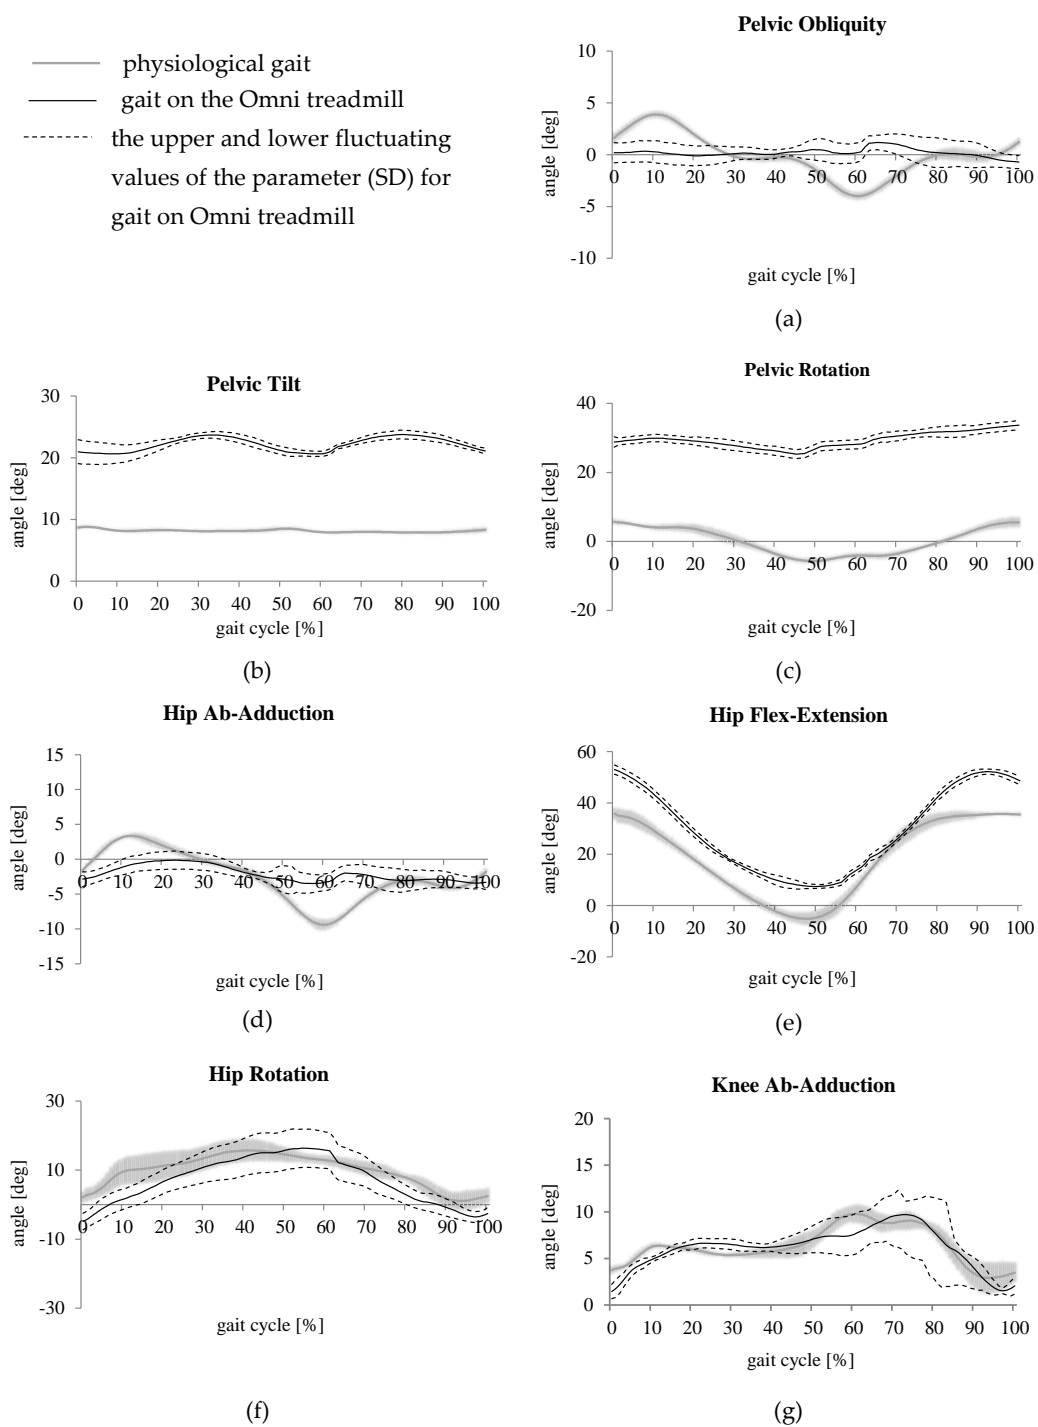 physiological gait
gait on the Omni treadmill
the upper and lower fluctuating
values of the parameter (SD) for
gait on Omni treadmill
Pelvic Obliquity
10
5
0
-5
-10
angle [deg]
0 10 20 30 40 50 60 70 80 90 100
gait cycle [%]
(a)
Pelvic Tilt
30
20
10
0
angle [deg]
0 10 20 30 40 50 60 70 80 90 100
gait cycle [%]
(b)
Pelvic Rotation
40
20
0
-20
angle [deg]
0 10 20 30 40 50 60 70 80 90 100
gait cycle [%]
(c)
Hip Ab-Adduction
15
10
5
0
-5
-10
-15
angle [deg]
0 10 20 30 40 50 60 70 80 90 100
gait cycle [%]
(d)
Hip Flex-Extension
60
40
20
0
-20
angle [deg]
0 10 20 30 40 50 60 70 80 90 100
gait cycle [%]
(e)
Hip Rotation
30
10
-10
-30
angle [deg]
0 10 20 30 40 50 60 70 80 90 100
gait cycle [%]
(f)
Knee Ab-Adduction
20
15
10
5
0
angle [deg]
0 10 20 30 40 50 60 70 80 90 100
gait cycle [%]
(g)